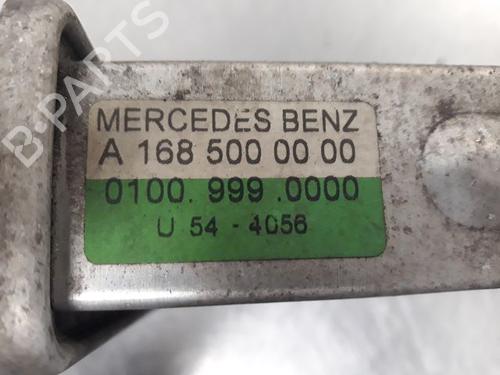 MERCEDES BENZ
A 168 500 00 00
0100. 999 .0000
U 54 - 4056
B-PARTS